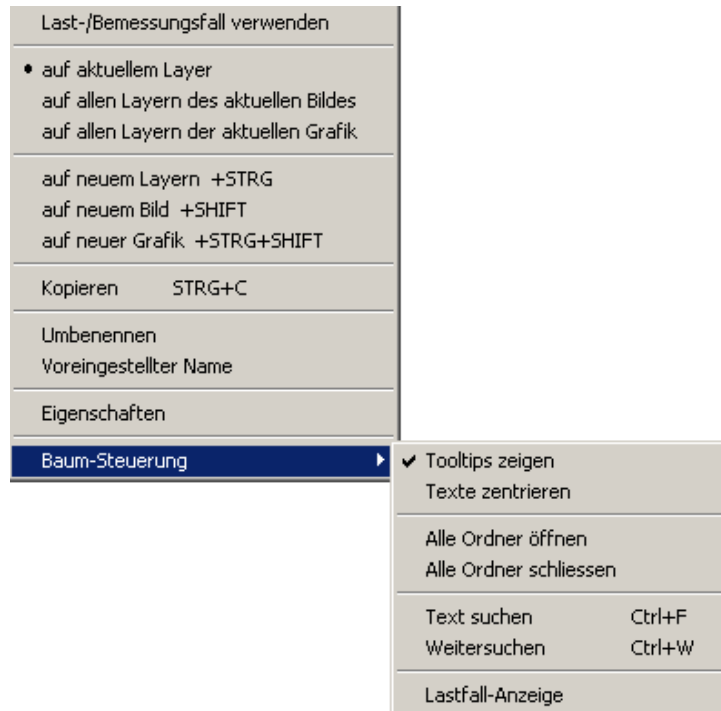 Last-/Bemessungsfall verwenden
auf aktuellem Layer
auf allen Layern des aktuellen Bildes
auf allen Layern der aktuellen Grafik
auf neuem Layern +STRG
auf neuem Bild +SHIFT
auf neuer Grafik +STRG+SHIFT
Kopieren STRG+C
Umbenennen
Voreingestellter Name
Eigenschaften
Baum-Steuerung
Tooltips zeigen
Texte zentrieren
Alle Ordner öffnen
Alle Ordner schliessen
Text suchen Ctrl+F
Weitersuchen Ctrl+W
Lastfall-Anzeige